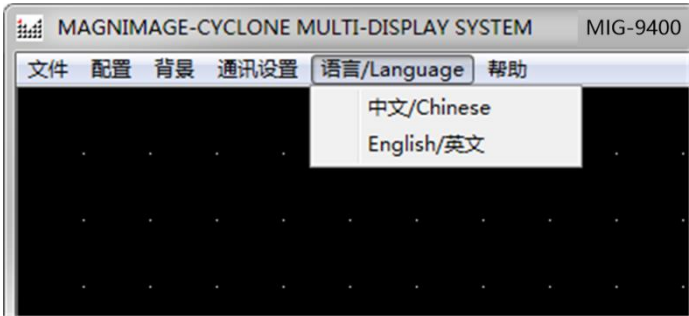 MAGNIMAGE-CYCLONE MULTI-DISPLAY SYSTEM MIG-9400
文件 配置 背景 通讯设置 语言/Language 帮助
中文/Chinese
English/英文